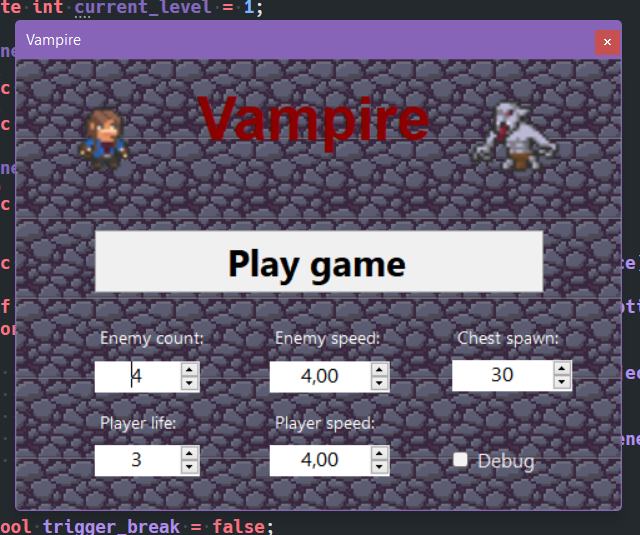 te int current_level = 1;
Vampire
Vampire
Play game
Enemy count:
Enemy speed:
Chest spawn:
4
4,00
30
Player life:
Player speed:
3
4,00
Debug
ool trigger_break = false;